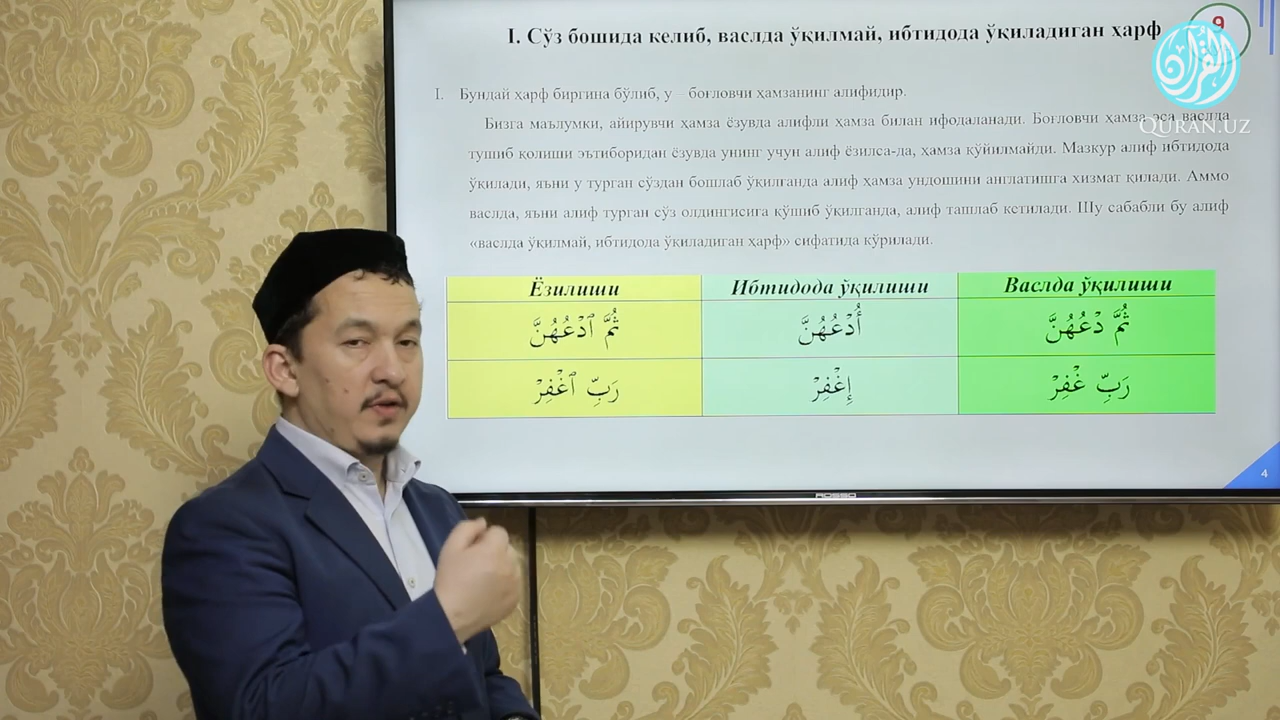 I. Сўз бошида келиб, васлда ўқилмай, ибтидода ўқиладиган ҳарф
9
القرآن
QURAN.UZ
I. Бундай ҳарф биргина бўлиб, у – боғловчи ҳамзанинг алифидир.
Бизга маълумки, айирувчи ҳамза ёзувда алифли ҳамза билан ифодаланади. Боғловчи ҳамза эса васлда
тушиб қолиши эътиборидан ёзувда унинг учун алиф ёзилса-да, ҳамза қўйилмайди. Мазкур алиф ибтидода
ўқилади, яъни у турган сўздан бошлаб ўқилганда алиф ҳамза ундошини англатишга хизмат қилади. Аммо
васлда, яъни алиф турган сўз олдингисига қўшиб ўқилганда, алиф ташлаб кетилади. Шу сабабли бу алиф
«васлда ўқилмай, ибтидода ўқиладиган ҳарф» сифатида кўрилади.
Ёзилиши Ибтидода ўқилиши Васлда ўқилиши
ثُمَّ ٱدْعُهُنَّ أُدْعُهُنَّ ثُمَّ دْعُهُنَّ
رَبِّ ٱغْفِرْ إِغْفِرْ رَبِّ غْفِرْ
4
ROSSO